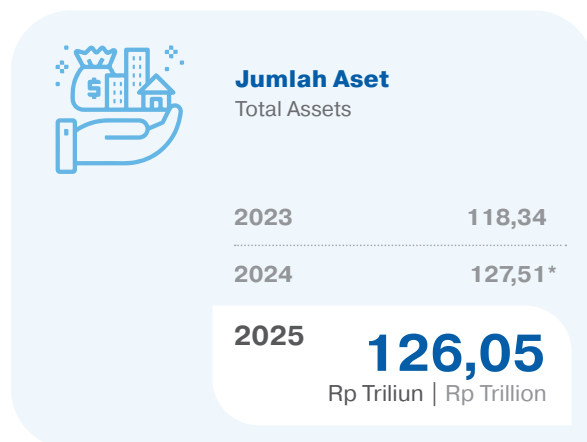 $
Jumlah Aset
Total Assets
2023 118,34
2024 127,51*
2025 126,05
Rp Triliun | Rp Trillion